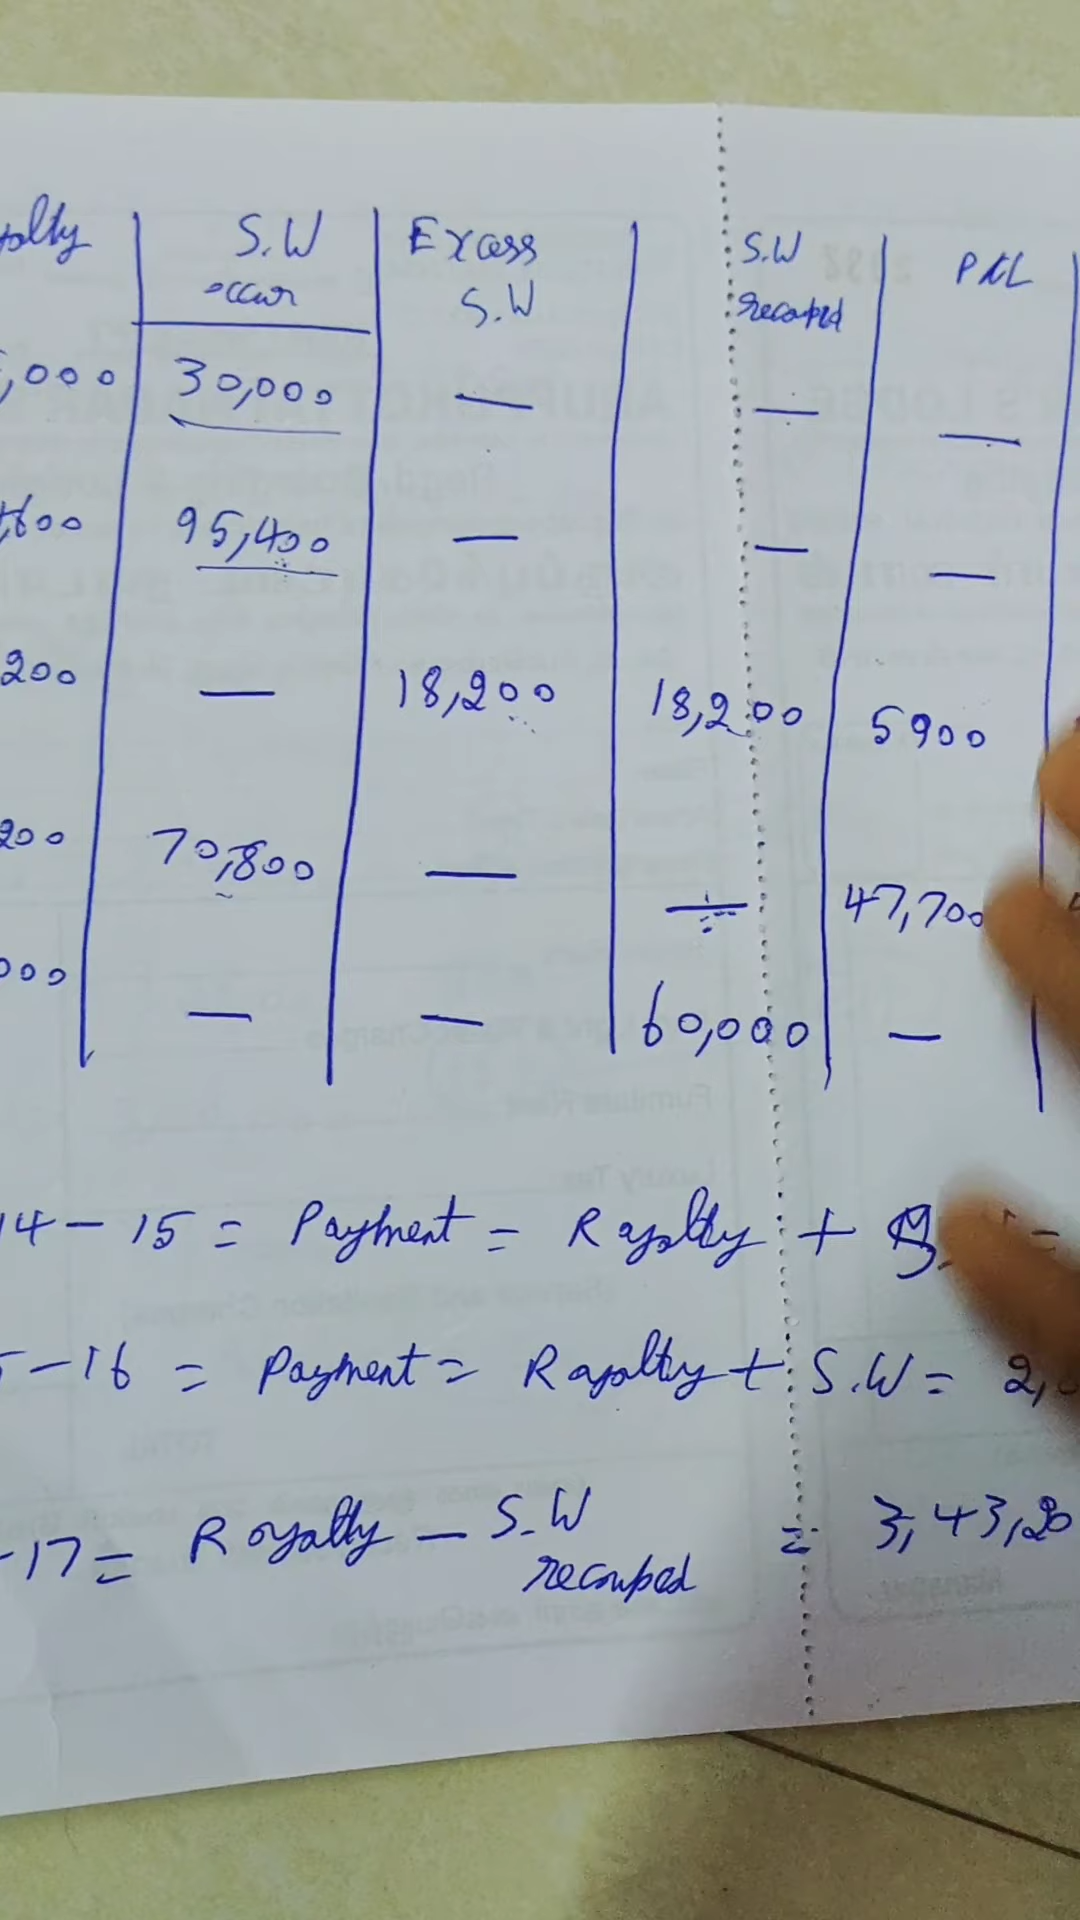 yalty S.W occur Excess S.W S.W recouped P&L
,000 30,000 — — —
,600 95,400 — — —
200 — 18,200 18,200 5900
200 70,800 — — 47,700
000 — — 60,000 —
14-15 = Payment = Royalty +
5-16 = Payment = Royalty + S.W = 2,
-17 = Royalty - S.W recouped = 3,43,20